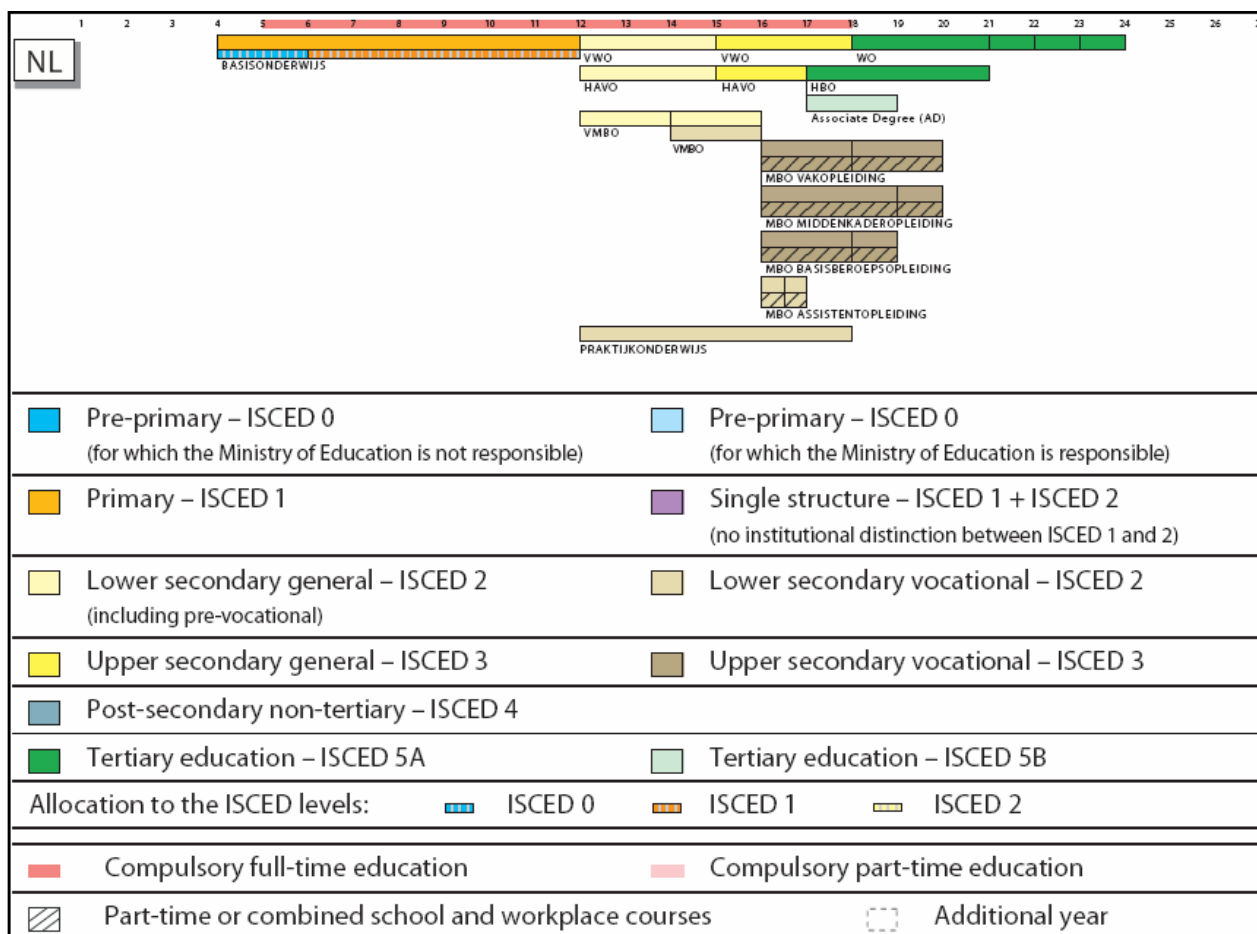 1 2 3 4 5 6 7 8 9 10 11 12 13 14 15 16 17 18 19 20 21 22 23 24 25 26
NL
BASISONDERWIJS VWO VWO WO
HAVO HAVO HBO
Associate Degree (AD)
VMBO VMBO
MBO VAKOPLEIDING
MBO MIDDENKADEROPLEIDING
MBO BASISBEROEPSOPLEIDING
MBO ASSISTENTOPLEIDING
PRAKTIJKONDERWIJS
Pre-primary – ISCED 0 Pre-primary – ISCED 0
(for which the Ministry of Education is not responsible) (for which the Ministry of Education is responsible)
Primary – ISCED 1 Single structure – ISCED 1 + ISCED 2
(no institutional distinction between ISCED 1 and 2)
Lower secondary general – ISCED 2 Lower secondary vocational – ISCED 2
(including pre-vocational)
Upper secondary general – ISCED 3 Upper secondary vocational – ISCED 3
Post-secondary non-tertiary – ISCED 4
Tertiary education – ISCED 5A Tertiary education – ISCED 5B
Allocation to the ISCED levels: ISCED 0 ISCED 1 ISCED 2
Compulsory full-time education Compulsory part-time education
Part-time or combined school and workplace courses Additional year